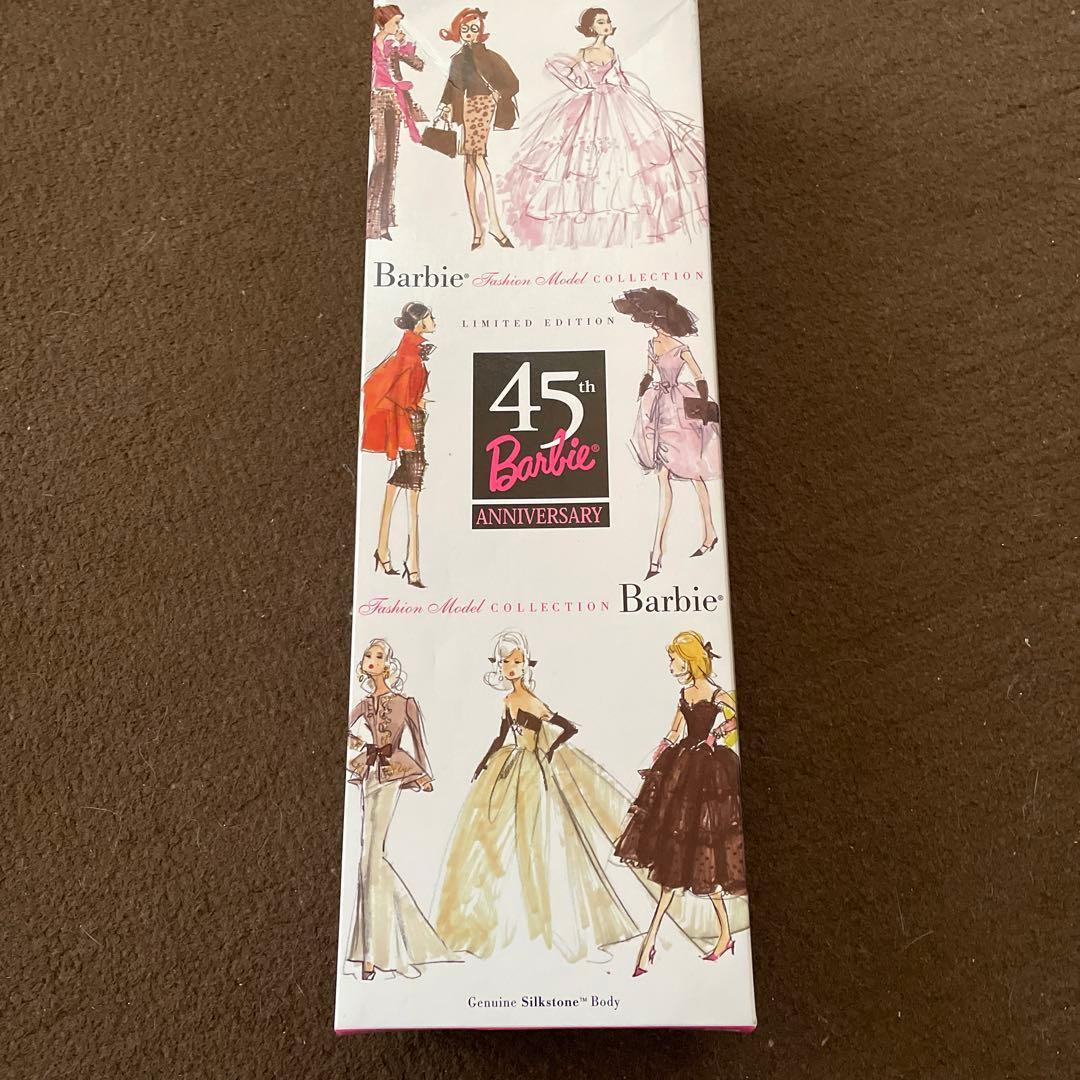 Barbie® Fashion Model COLLECTION
LIMITED EDITION
45th
Barbie®
ANNIVERSARY
Fashion Model COLLECTION Barbie®
Genuine Silkstone™ Body